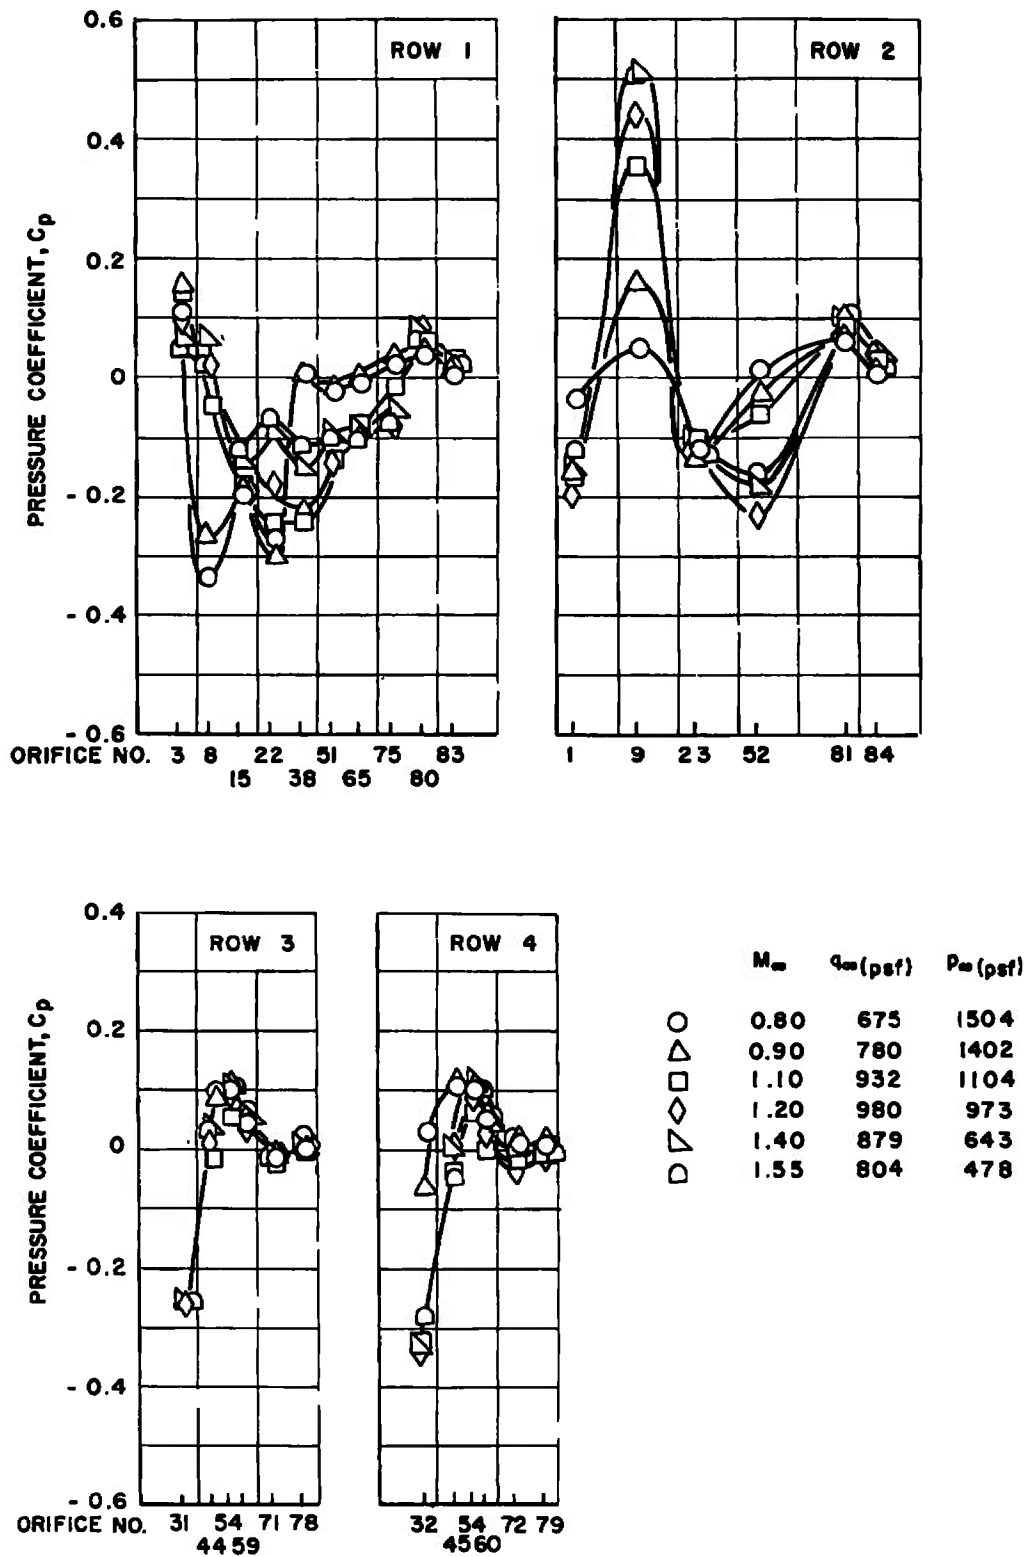 ROW 1
ROW 2
0.6
0.4
0.2
0
- 0.2
- 0.4
- 0.6
PRESSURE COEFFICIENT, Cp
ORIFICE NO. 3 8 22 51 75 83
15 38 65 80
1 9 23 52 81 84
ROW 3
ROW 4
0.4
0.2
0
- 0.2
- 0.4
- 0.6
PRESSURE COEFFICIENT, Cp
ORIFICE NO. 31 54 71 78
44 59
32 54 72 79
45 60
M∞ q∞ (psf) p∞ (psf)
0.80 675 1504
0.90 780 1402
1.10 932 1104
1.20 980 973
1.40 879 643
1.55 804 478